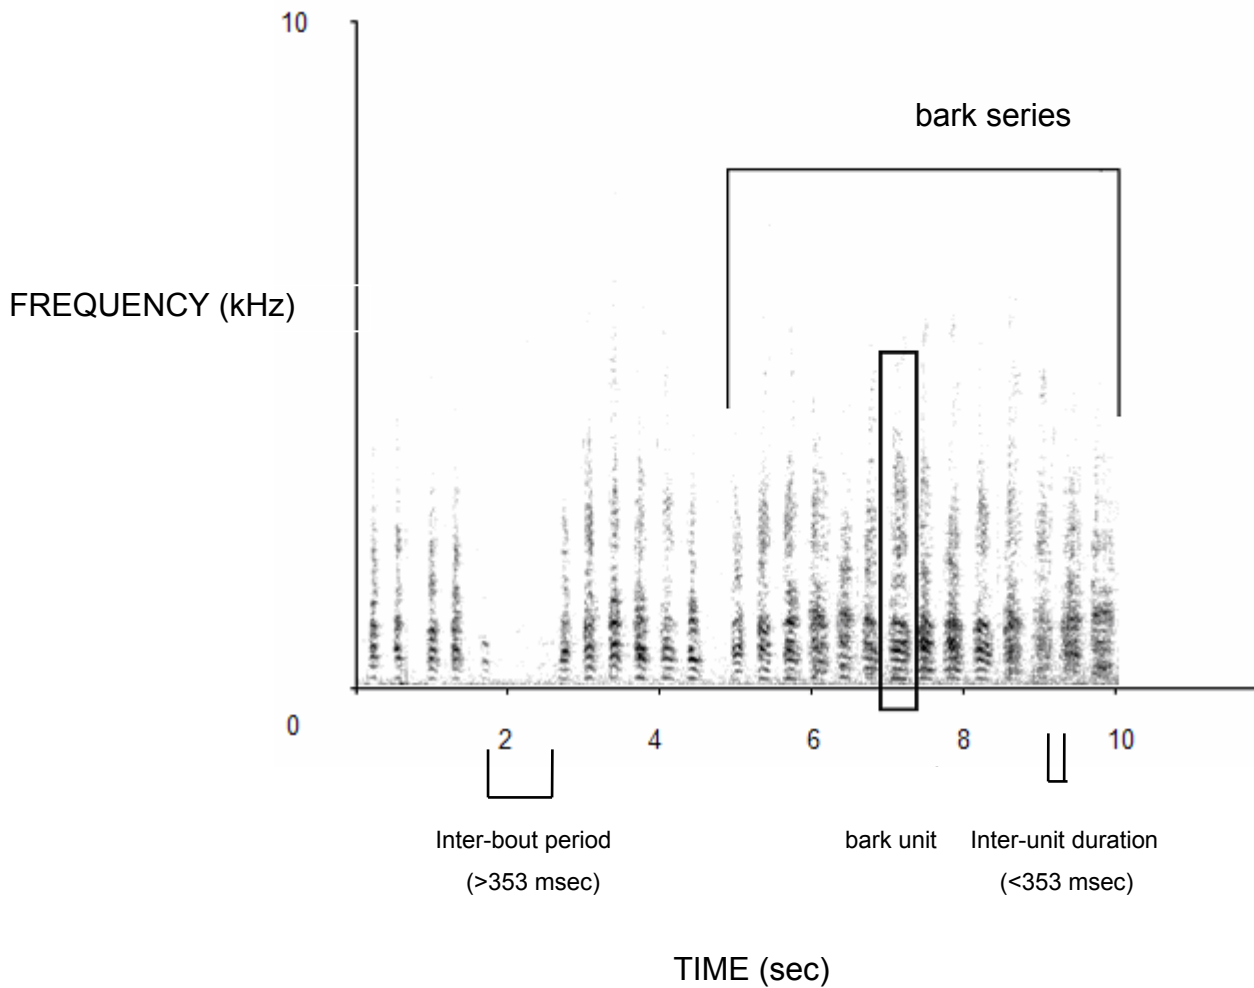 10
bark series
FREQUENCY (kHz)
0
2 4 6 8 10
Inter-bout period bark unit Inter-unit duration
(>353 msec) (<353 msec)
TIME (sec)